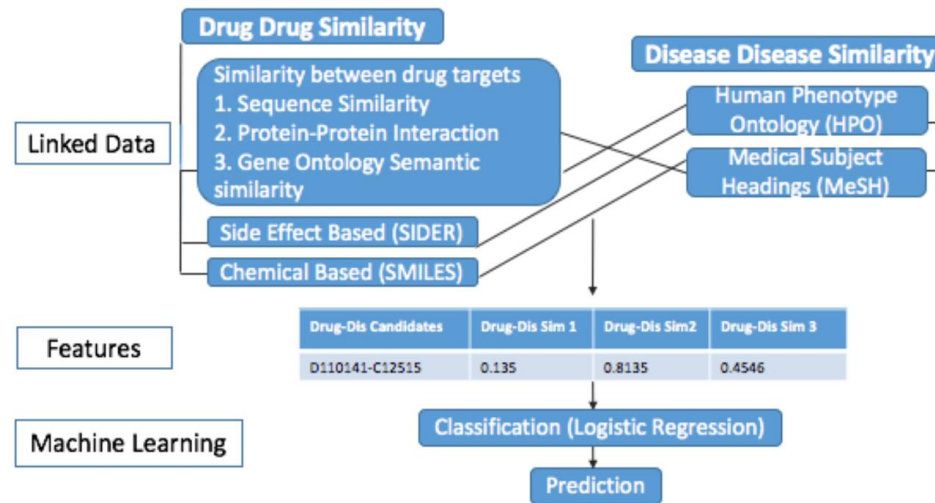 Drug Drug Similarity
Disease Disease Similarity
Linked Data
Similarity between drug targets
1. Sequence Similarity
2. Protein-Protein Interaction
3. Gene Ontology Semantic
similarity
Human Phenotype
Ontology (HPO)
Medical Subject
Headings (MeSH)
Side Effect Based (SIDER)
Chemical Based (SMILES)
Features
Drug-Dis Candidates Drug-Dis Sim 1 Drug-Dis Sim2 Drug-Dis Sim 3
D110141-C12515 0.135 0.8135 0.4546
Machine Learning
Classification (Logistic Regression)
Prediction